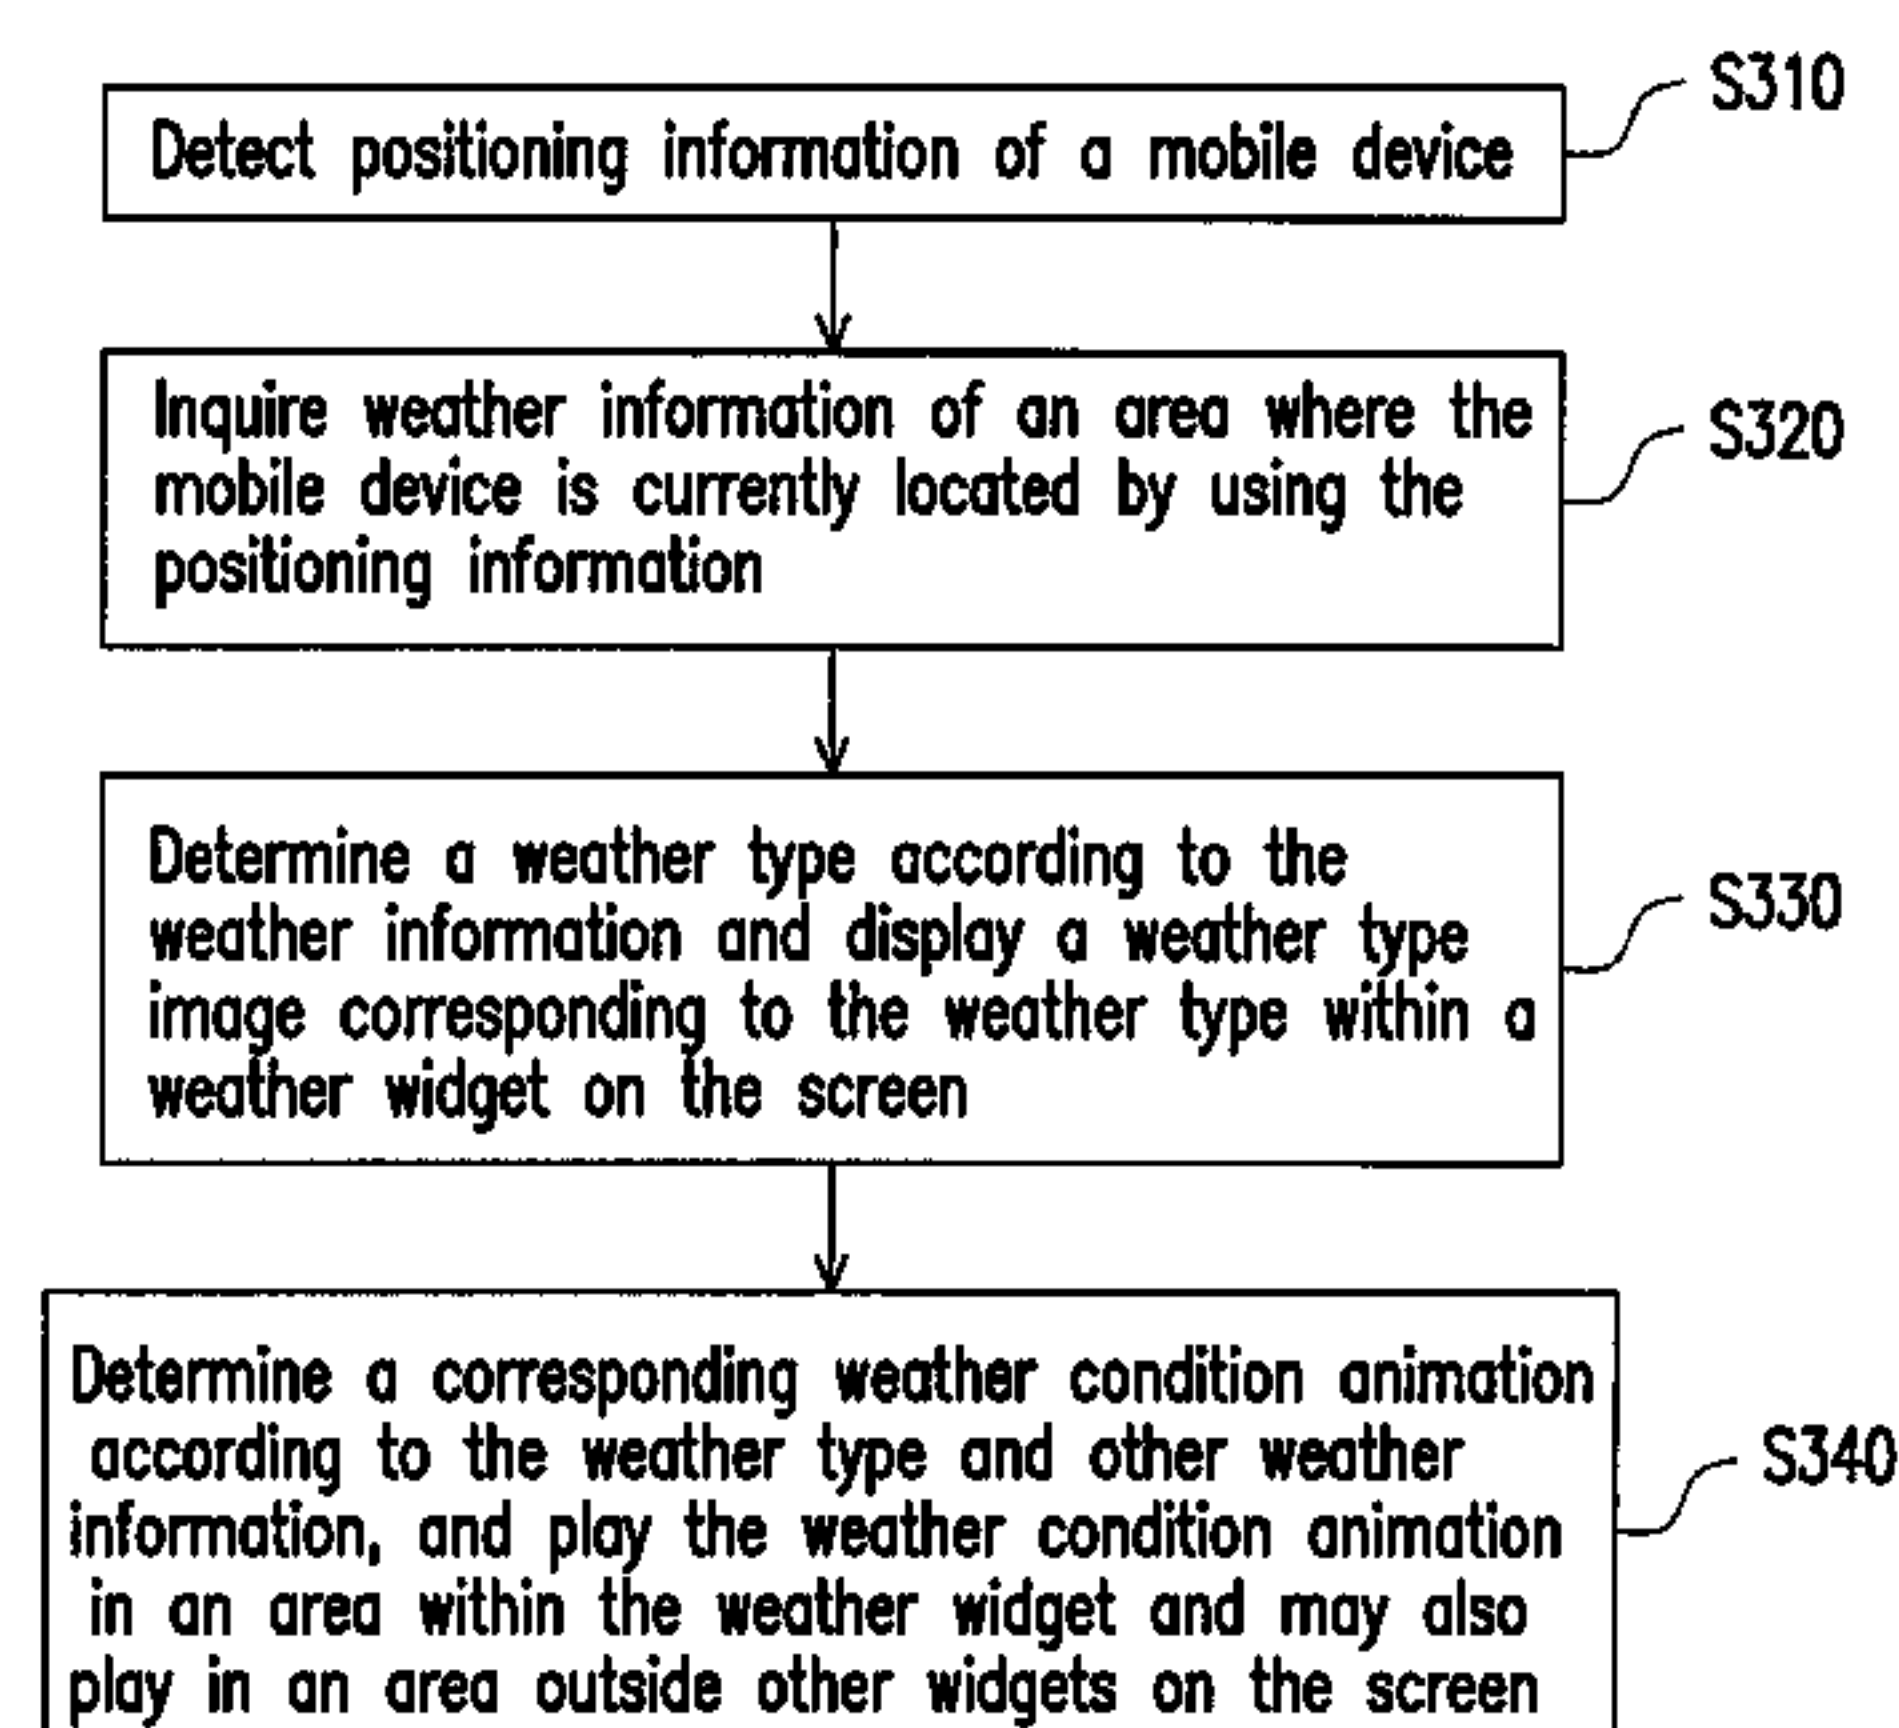 S310
Detect positioning information of a mobile device
Inquire weather information of an area where the
mobile device is currently located by using the
positioning information
S320
Determine a weather type according to the
weather information and display a weather type
image corresponding to the weather type within a
weather widget on the screen
S330
Determine a corresponding weather condition animation
according to the weather type and other weather
information, and play the weather condition animation
in an area within the weather widget and may also
play in an area outside other widgets on the screen
S340